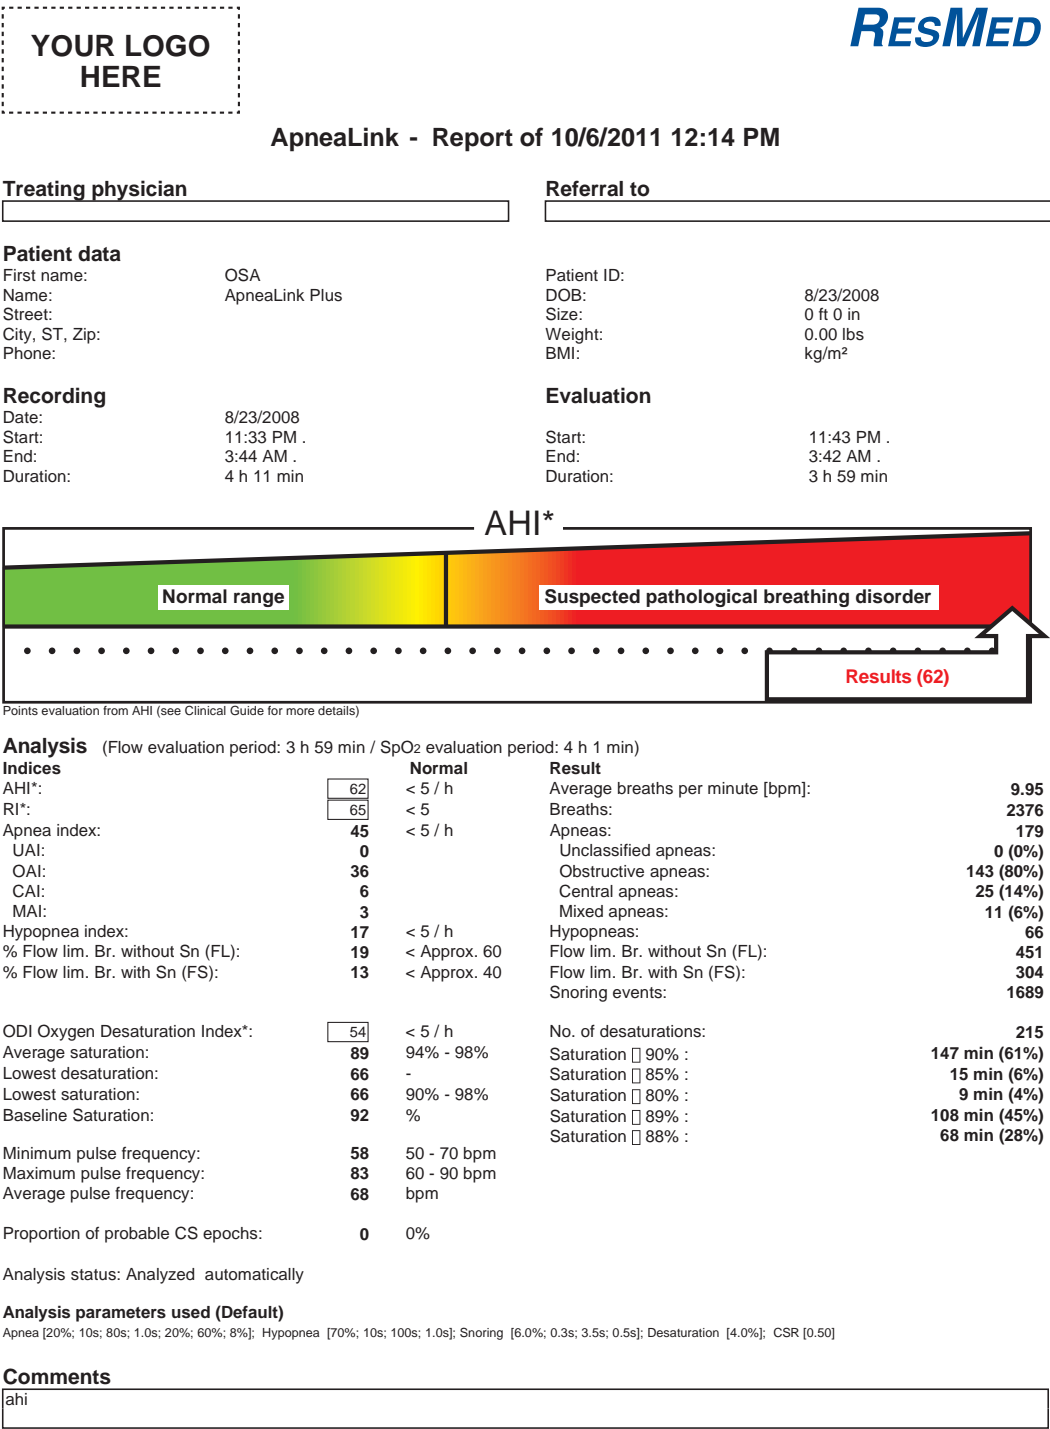 YOUR LOGO
HERE
RESMED
ApneaLink - Report of 10/6/2011 12:14 PM
Treating physician Referral to
Patient data
First name: OSA Patient ID:
Name: ApneaLink Plus DOB: 8/23/2008
Street: Size: 0 ft 0 in
City, ST, Zip: Weight: 0.00 lbs
Phone: BMI: kg/m²
Recording Evaluation
Date: 8/23/2008
Start: 11:33 PM . Start: 11:43 PM .
End: 3:44 AM . End: 3:42 AM .
Duration: 4 h 11 min Duration: 3 h 59 min
AHI*
Normal range Suspected pathological breathing disorder
Results (62)
Points evaluation from AHI (see Clinical Guide for more details)
Analysis (Flow evaluation period: 3 h 59 min / SpO2 evaluation period: 4 h 1 min)
Indices Normal Result
AHI*: 62 < 5 / h Average breaths per minute [bpm]: 9.95
RI*: 65 < 5 Breaths: 2376
Apnea index: 45 < 5 / h Apneas: 179
UAI: 0 Unclassified apneas: 0 (0%)
OAI: 36 Obstructive apneas: 143 (80%)
CAI: 6 Central apneas: 25 (14%)
MAI: 3 Mixed apneas: 11 (6%)
Hypopnea index: 17 < 5 / h Hypopneas: 66
% Flow lim. Br. without Sn (FL): 19 < Approx. 60 Flow lim. Br. without Sn (FL): 451
% Flow lim. Br. with Sn (FS): 13 < Approx. 40 Flow lim. Br. with Sn (FS): 304
Snoring events: 1689
ODI Oxygen Desaturation Index*: 54 < 5 / h No. of desaturations: 215
Average saturation: 89 94% - 98% Saturation ▯ 90% : 147 min (61%)
Lowest desaturation: 66 - Saturation ▯ 85% : 15 min (6%)
Lowest saturation: 66 90% - 98% Saturation ▯ 80% : 9 min (4%)
Baseline Saturation: 92 % Saturation ▯ 89% : 108 min (45%)
Saturation ▯ 88% : 68 min (28%)
Minimum pulse frequency: 58 50 - 70 bpm
Maximum pulse frequency: 83 60 - 90 bpm
Average pulse frequency: 68 bpm
Proportion of probable CS epochs: 0 0%
Analysis status: Analyzed automatically
Analysis parameters used (Default)
Apnea [20%; 10s; 80s; 1.0s; 20%; 60%; 8%]; Hypopnea [70%; 10s; 100s; 1.0s]; Snoring [6.0%; 0.3s; 3.5s; 0.5s]; Desaturation [4.0%]; CSR [0.50]
Comments
ahi